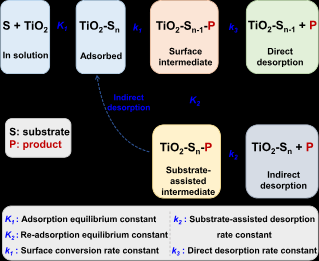 S + TiO2
In solution
K1
TiO2-Sn
Adsorbed
k1
TiO2-Sn-1-P
Surface
intermediate
k3
TiO2-Sn-1 + P
Direct
desorption
Indirect
desorption
K2
S: substrate
P: product
TiO2-Sn-P
Substrate-
assisted
intermediate
k2
TiO2-Sn + P
Indirect
desorption
K1: Adsorption equilibrium constant
K2: Re-adsorption equilibrium constant
k1: Surface conversion rate constant
k2: Substrate-assisted desorption
rate constant
k3: Direct desorption rate constant